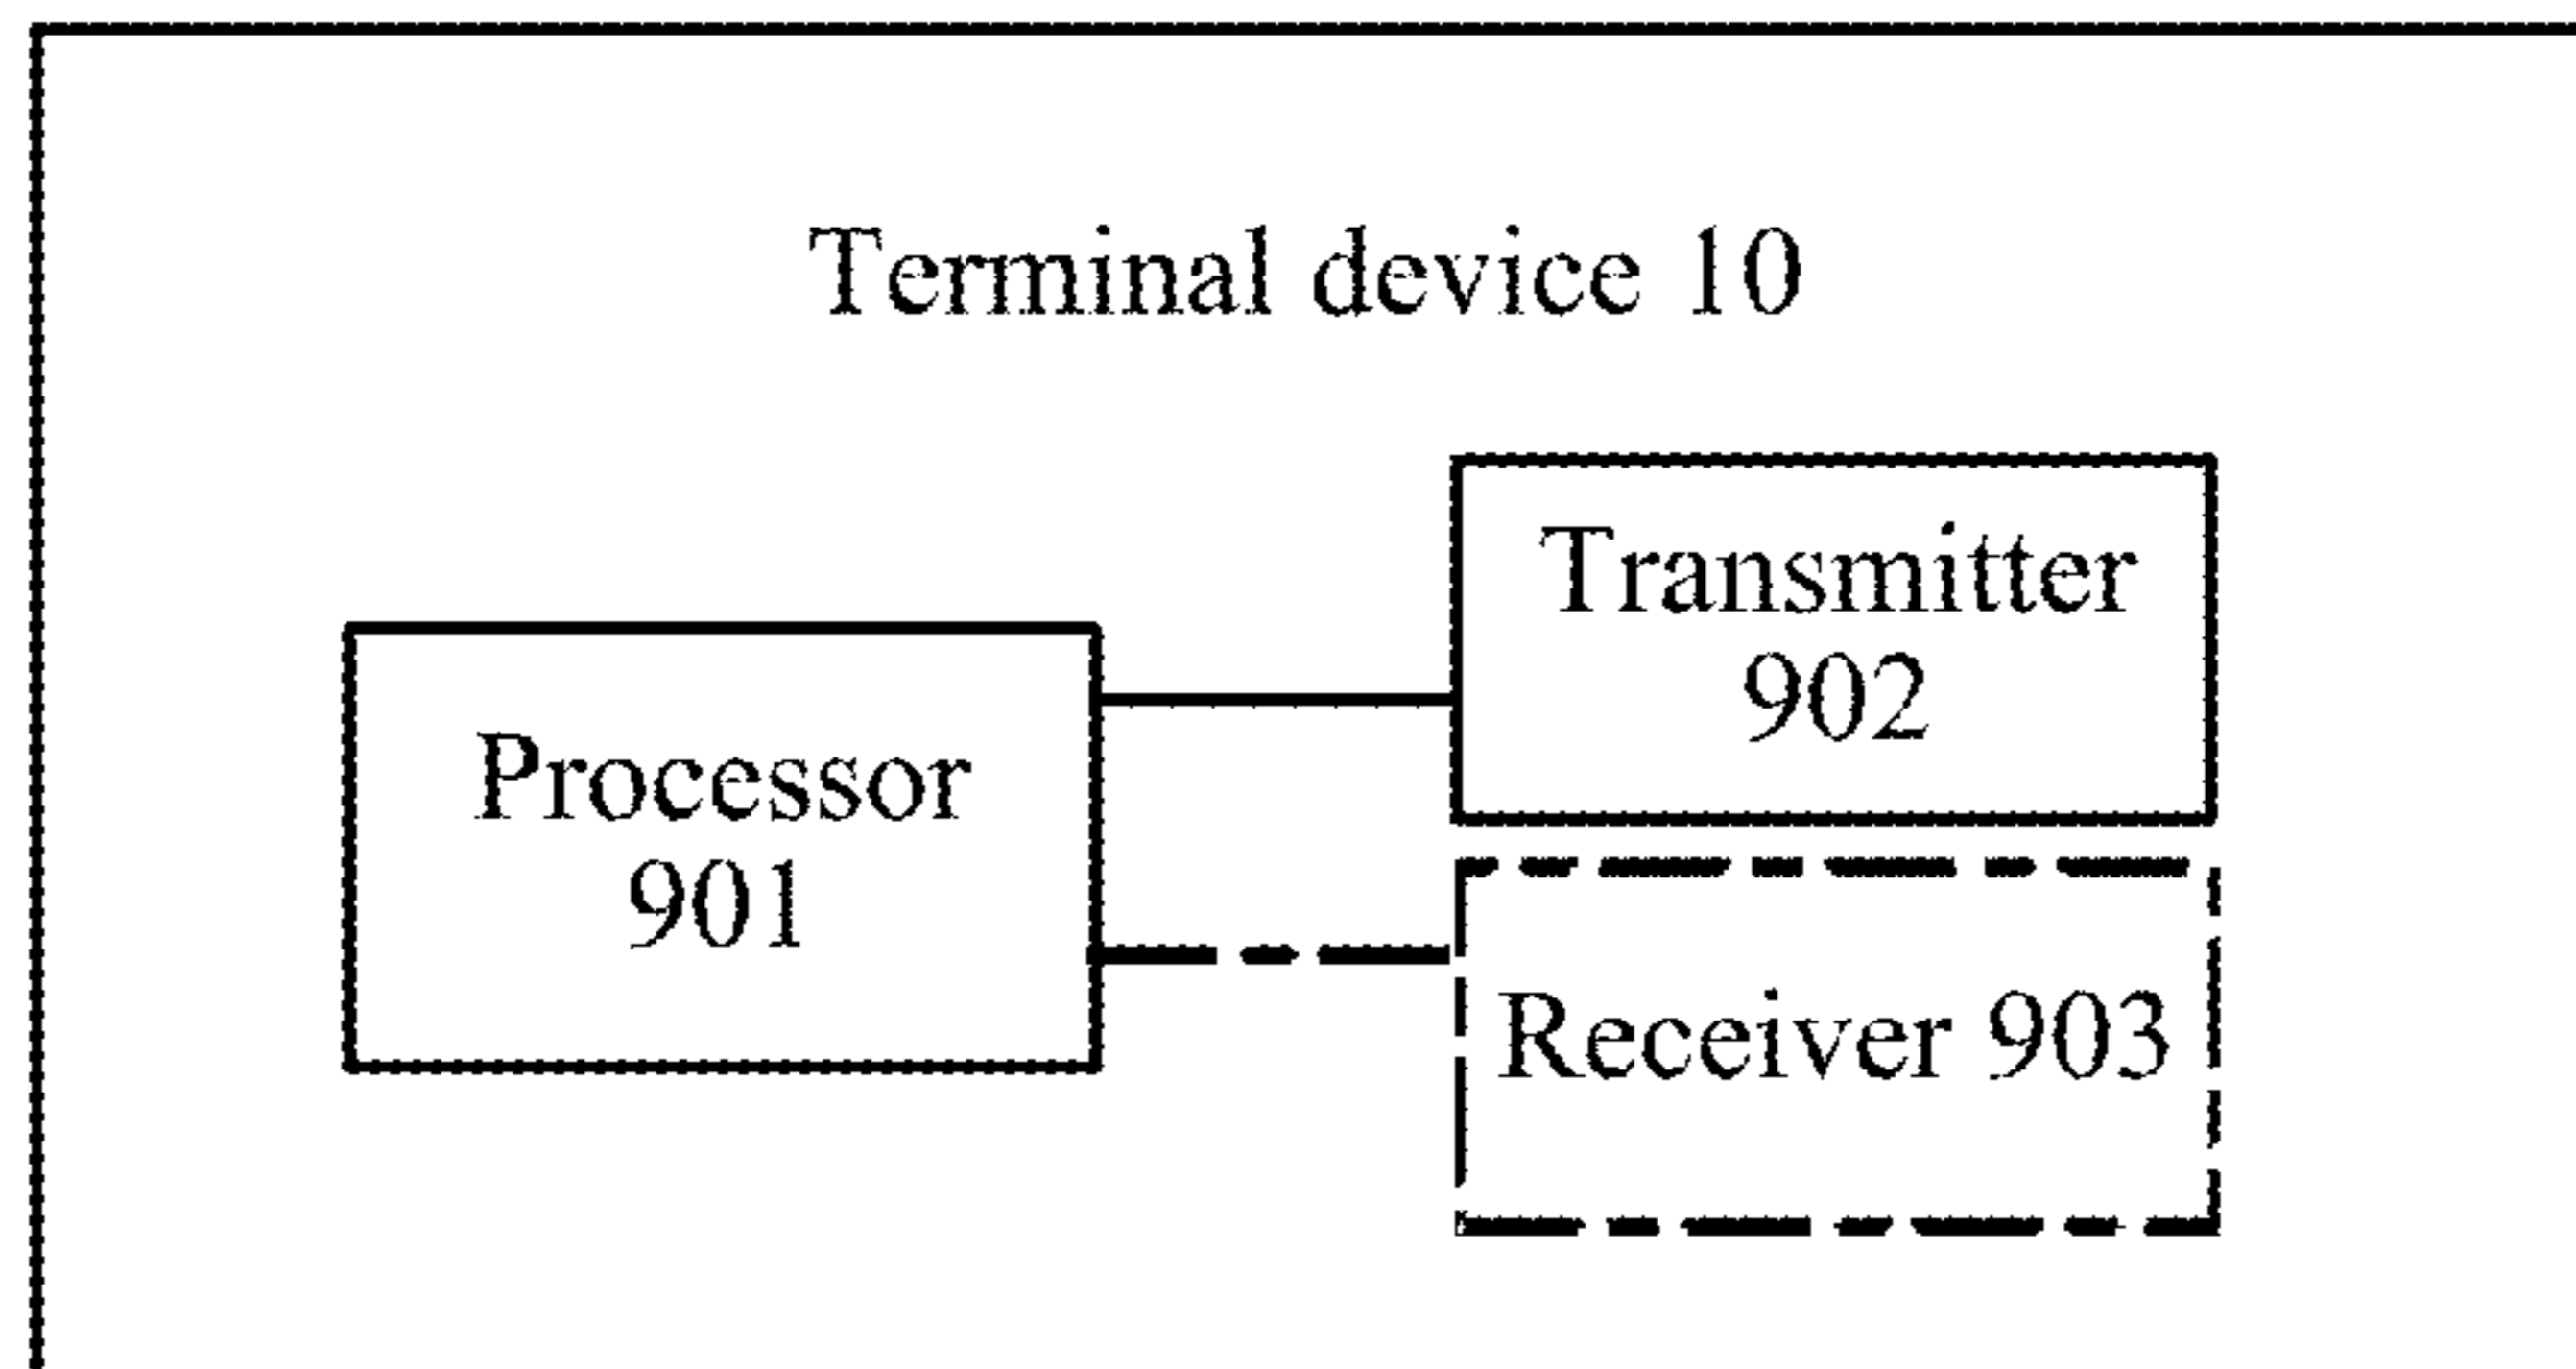 Terminal device 10
Transmitter
902
Processor
901
Receiver 903